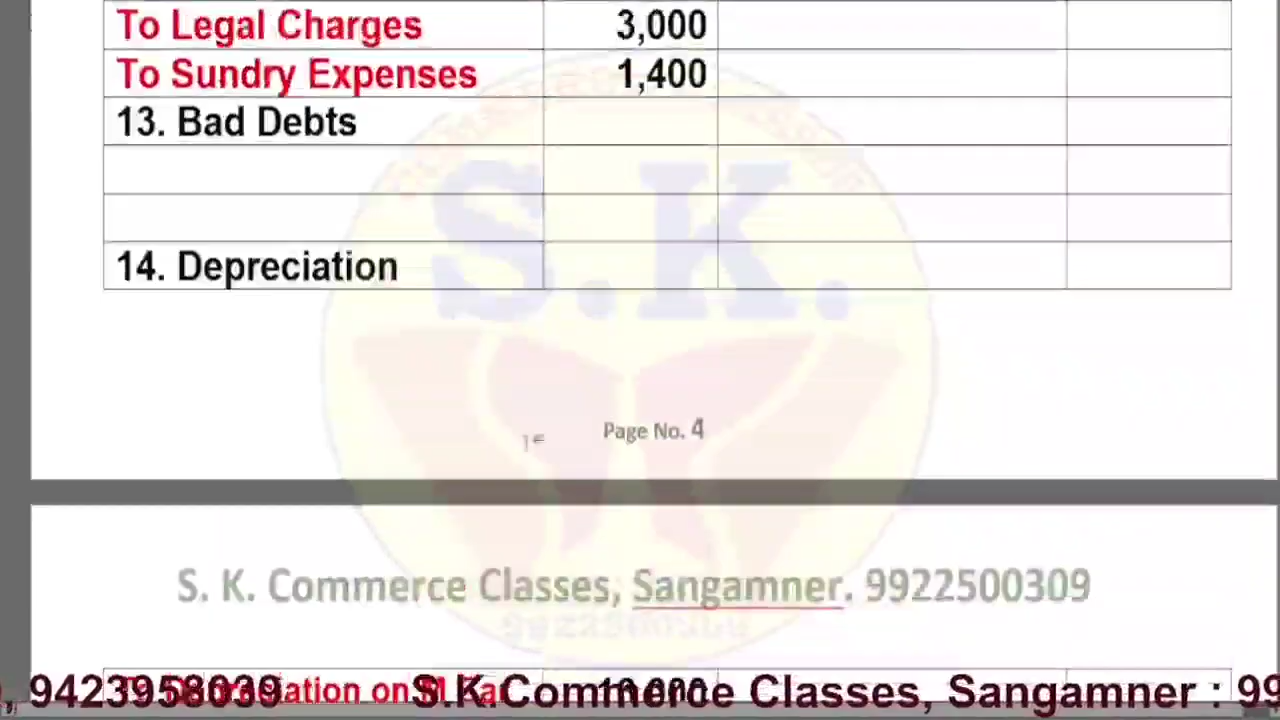 To Legal Charges 3,000
To Sundry Expenses 1,400
13. Bad Debts
14. Depreciation
S.K.
Page No. 4
S. K. Commerce Classes, Sangamner. 9922500309
9423958039 S.K.Commerce Classes, Sangamner : 99